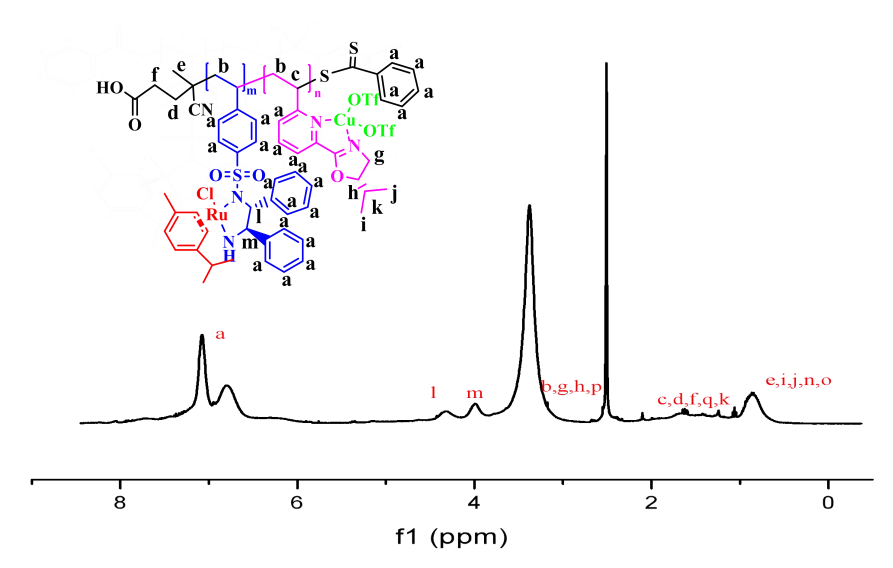 e b b c S S a a a a a
f m n
HO
O d CN
OTf
a a a N Cu
OTf
a a a N
a a g
O=S=O O
Cl N a a a h j
Ru l a a a k
i
N m a a
H a a
a
a
l m b,g,h,p c,d,f,q,k e,i,j,n,o
8 6 4 2 0
f1 (ppm)